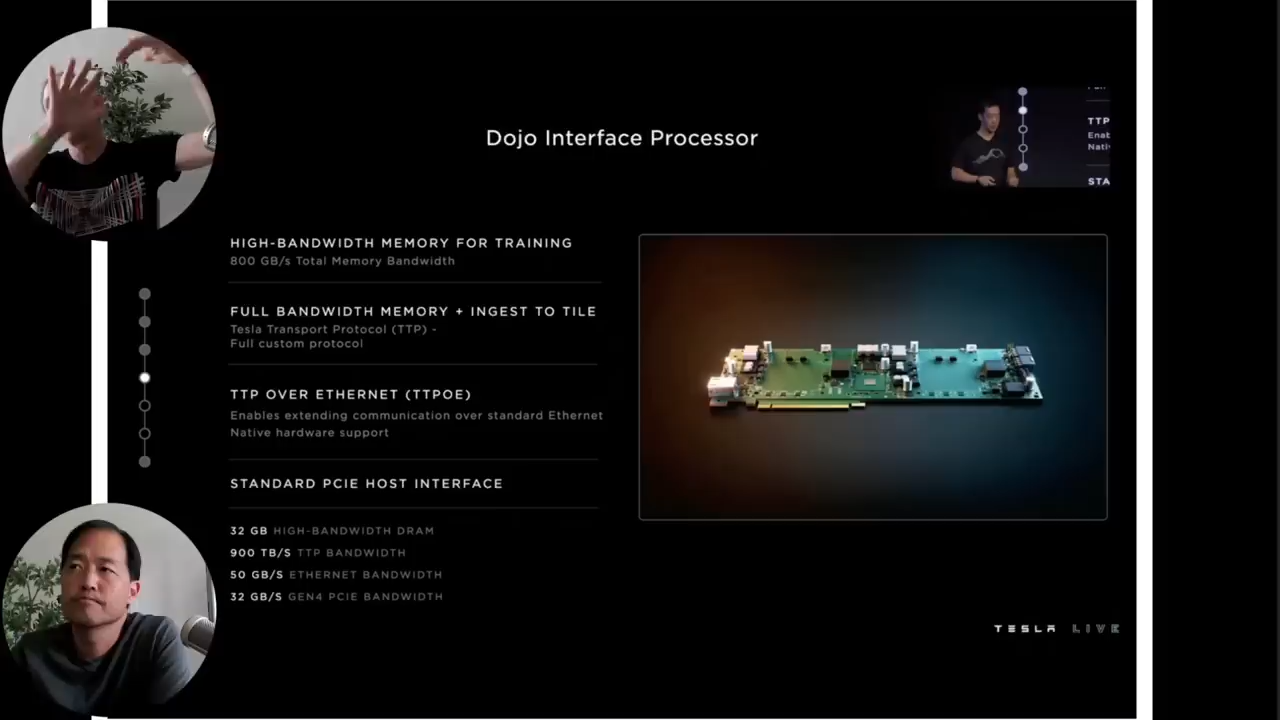 Dojo Interface Processor
TTP
Enab
Nativ
STA
HIGH-BANDWIDTH MEMORY FOR TRAINING
800 GB/s Total Memory Bandwidth
FULL BANDWIDTH MEMORY + INGEST TO TILE
Tesla Transport Protocol (TTP) -
Full custom protocol
TTP OVER ETHERNET (TTPOE)
Enables extending communication over standard Ethernet
Native hardware support
STANDARD PCIE HOST INTERFACE
32 GB HIGH-BANDWIDTH DRAM
900 TB/S TTP BANDWIDTH
50 GB/S ETHERNET BANDWIDTH
32 GB/S GEN4 PCIE BANDWIDTH
TESLA LIVE